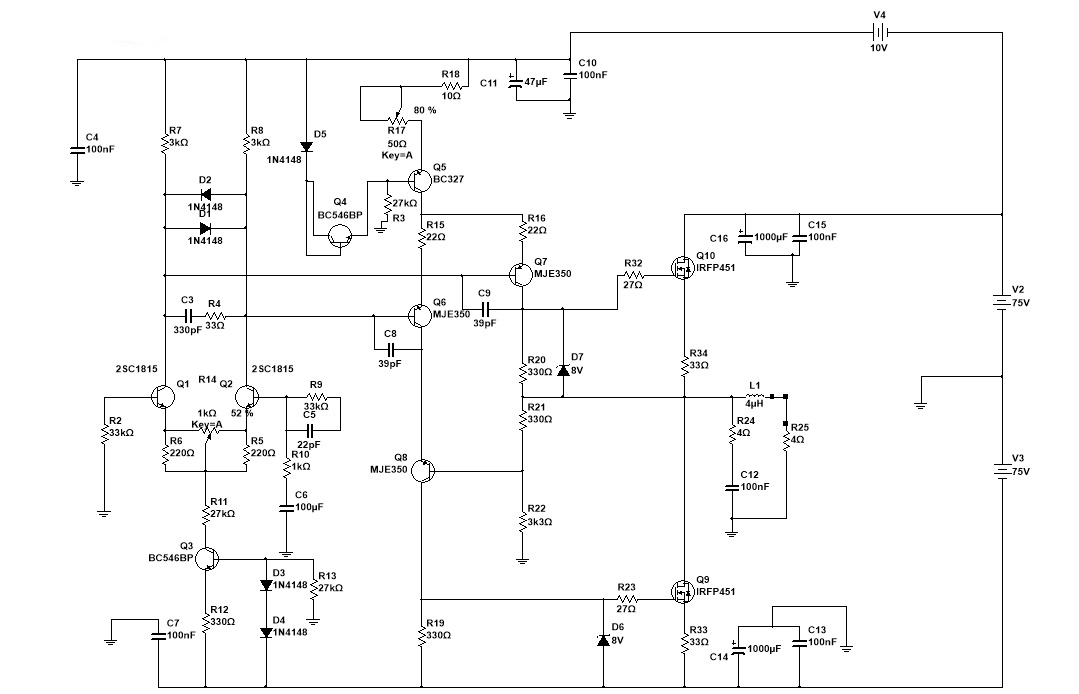 V4
10V
R18
10Ω
C11
47µF
C10
100nF
80 %
R17
50Ω
Key=A
C4
100nF
R7
3kΩ
R8
3kΩ
D5
1N4148
Q5
BC327
D2
1N4148
D1
1N4148
Q4
BC546BP
27kΩ
R3
R15
22Ω
R16
22Ω
C16
1000µF
C15
100nF
Q7
MJE350
R32
27Ω
Q10
IRFP451
V2
75V
C3
330pF
R4
33Ω
Q6
MJE350
C9
39pF
C8
39pF
R20
330Ω
D7
8V
R34
33Ω
2SC1815
Q1
R14
Q2
2SC1815
R9
33kΩ
1kΩ
Key=A
52 %
C5
22pF
L1
4µH
R2
33kΩ
R6
220Ω
R5
220Ω
R21
330Ω
R24
4Ω
R25
4Ω
R10
1kΩ
Q8
MJE350
V3
75V
C12
100nF
R11
27kΩ
C6
100µF
R22
3k3Ω
Q3
BC546BP
D3
1N4148
R13
27kΩ
R23
27Ω
Q9
IRFP451
C7
100nF
R12
330Ω
D4
1N4148
R19
330Ω
D6
8V
R33
33Ω
C14
1000µF
C13
100nF